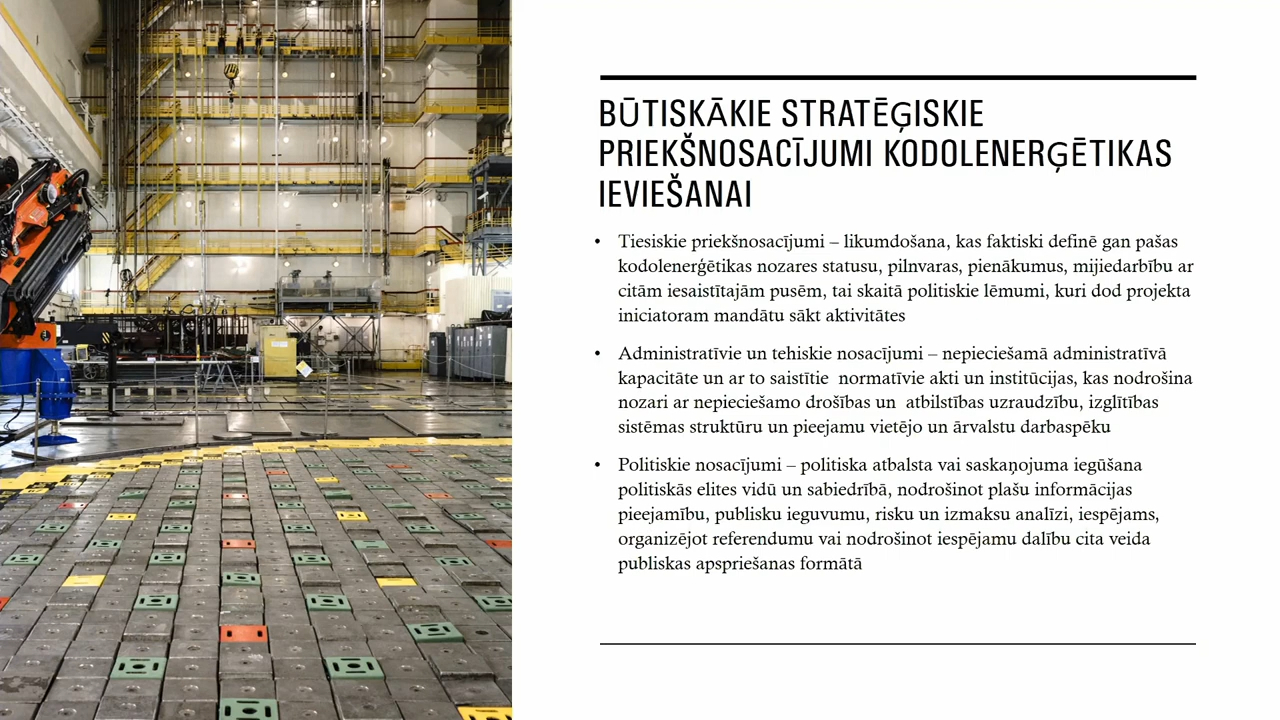 BŪTISKĀKIE STRATĒĢISKIE
PRIEKŠNOSACĪJUMI KODOLENERĢĒTIKAS
IEVIEŠANAI
• Tiesiskie priekšnosacījumi – likumdošana, kas faktiski definē gan pašas
kodolenerģētikas nozares statusu, pilnvaras, pienākumus, mijiedarbību ar
citām iesaistītajām pusēm, tai skaitā politiskie lēmumi, kuri dod projekta
iniciatoram mandātu sākt aktivitātes
• Administratīvie un tehiskie nosacījumi – nepieciešamā administratīvā
kapacitāte un ar to saistītie  normatīvie akti un institūcijas, kas nodrošina
nozari ar nepieciešamo drošības un  atbilstības uzraudzību, izglītības
sistēmas struktūru un pieejamu vietējo un ārvalstu darbaspēku
• Politiskie nosacījumi – politiska atbalsta vai saskaņojuma iegūšana
politiskās elites vidū un sabiedrībā, nodrošinot plašu informācijas
pieejamību, publisku ieguvumu, risku un izmaksu analīzi, iespējams,
organizējot referendumu vai nodrošinot iespējamu dalību cita veida
publiskas apspriešanas formātā